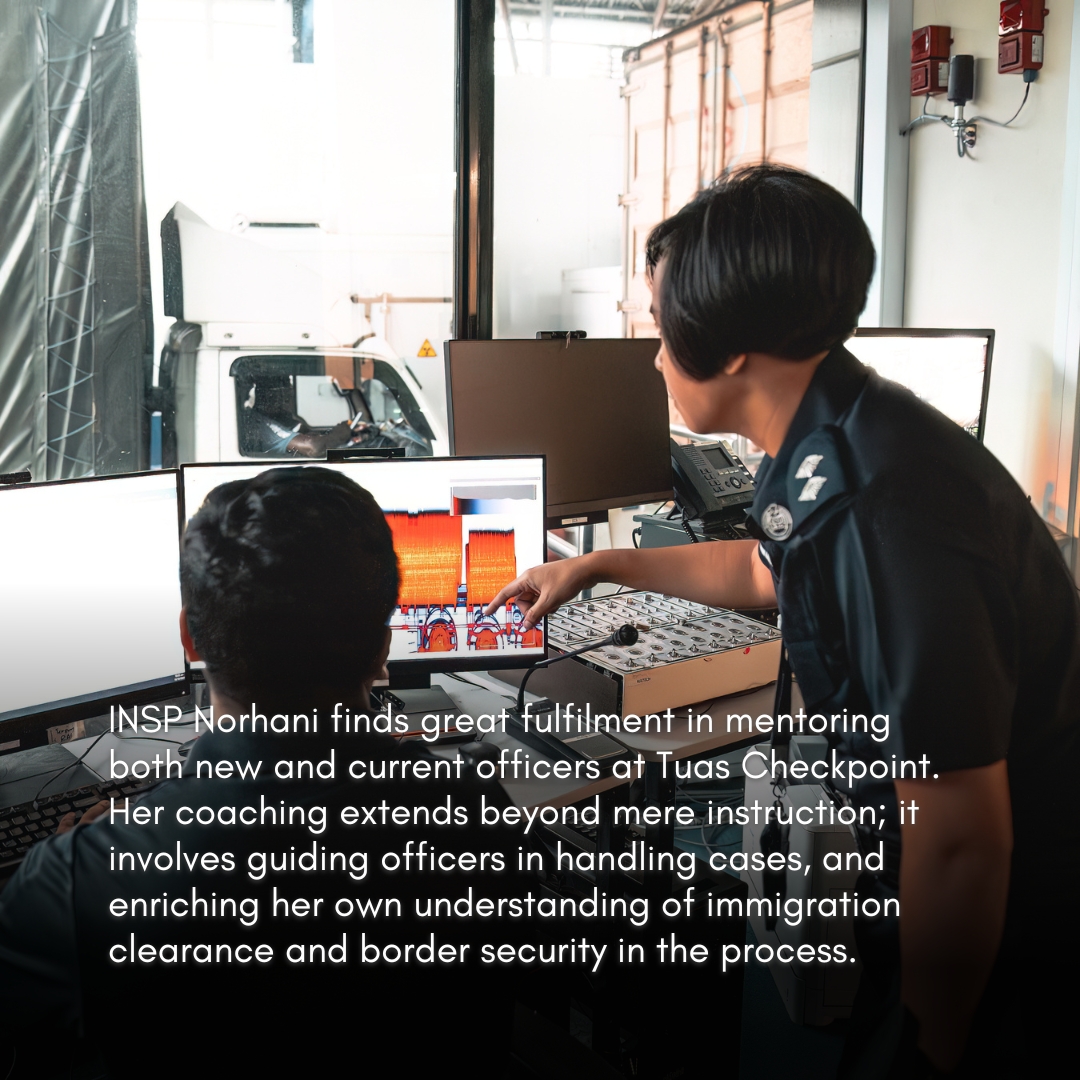 INSP Norhani finds great fulfilment in mentoring
both new and current officers at Tuas Checkpoint.
Her coaching extends beyond mere instruction; it
involves guiding officers in handling cases, and
enriching her own understanding of immigration
clearance and border security in the process.